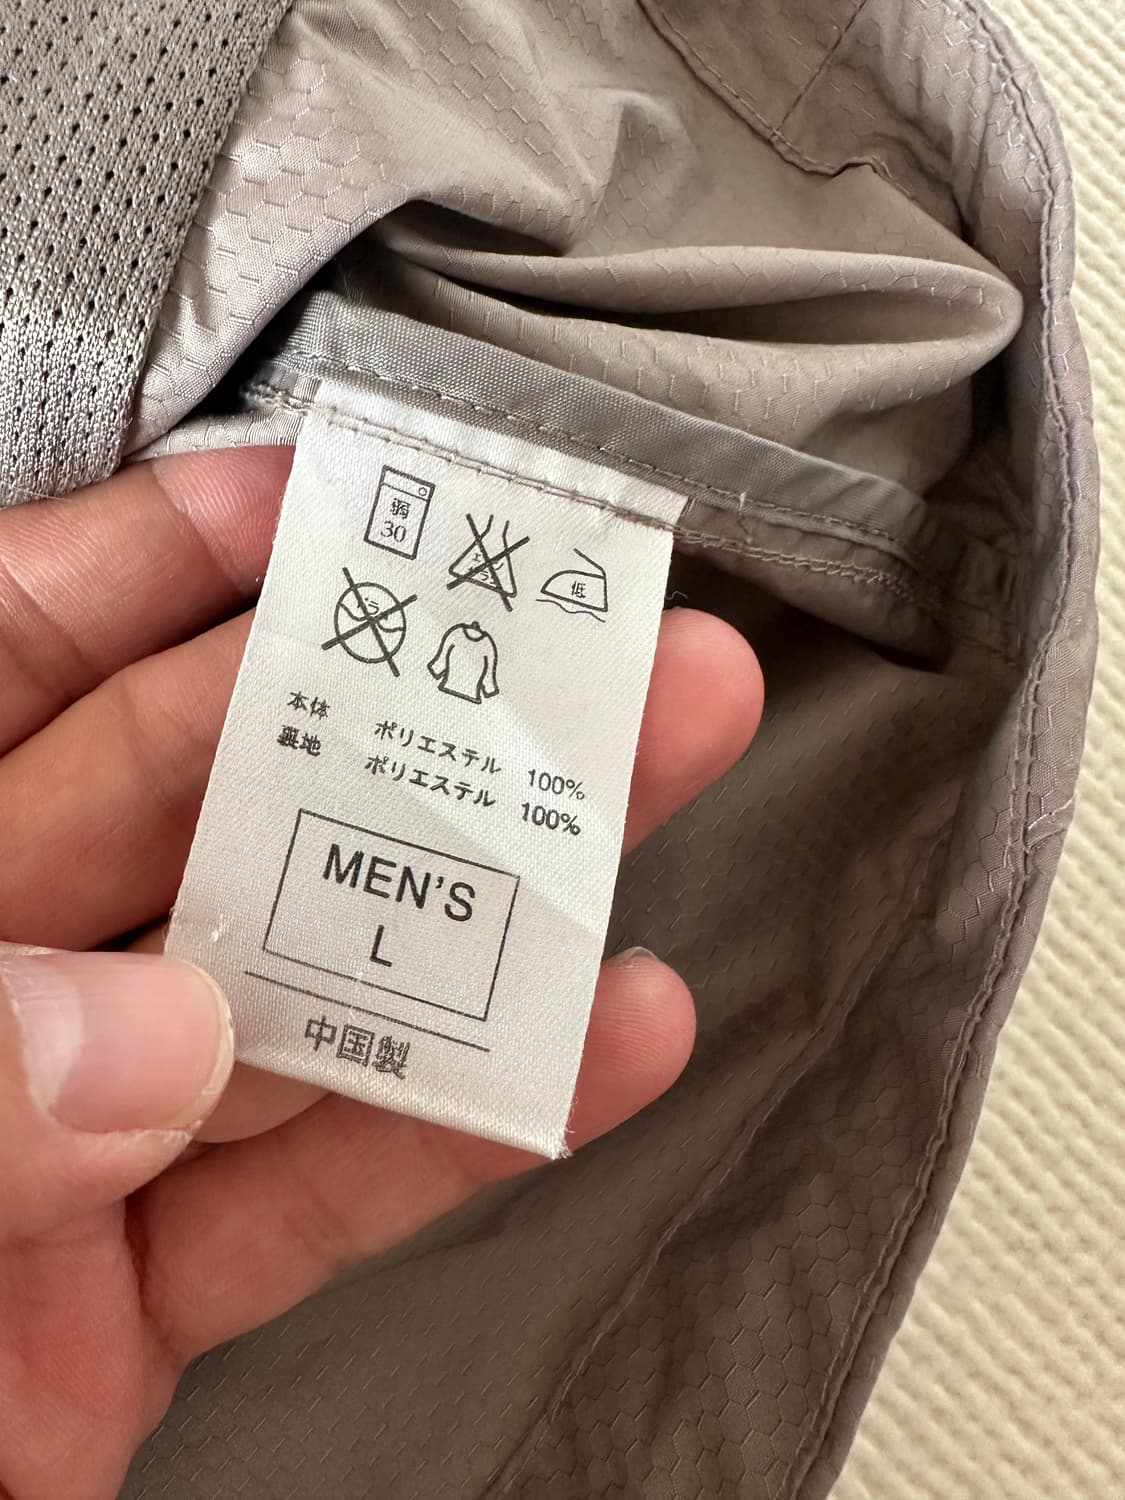 弱
30
エンソ
サラシ
低
ドライ
本体 ポリエステル 100%
裏地 ポリエステル 100%
MEN'S
L
中国製